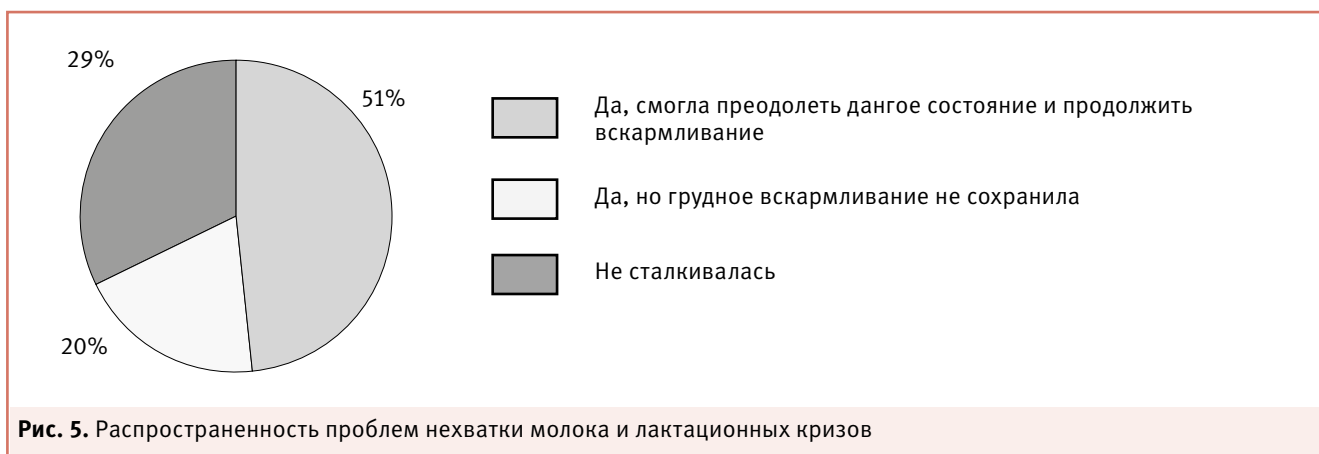 29%
51%
20%
Да, смогла преодолеть дангое состояние и продолжить
вскармливание
Да, но грудное вскармливание не сохранила
Не сталкивалась
Рис. 5. Распространенность проблем нехватки молока и лактационных кризов